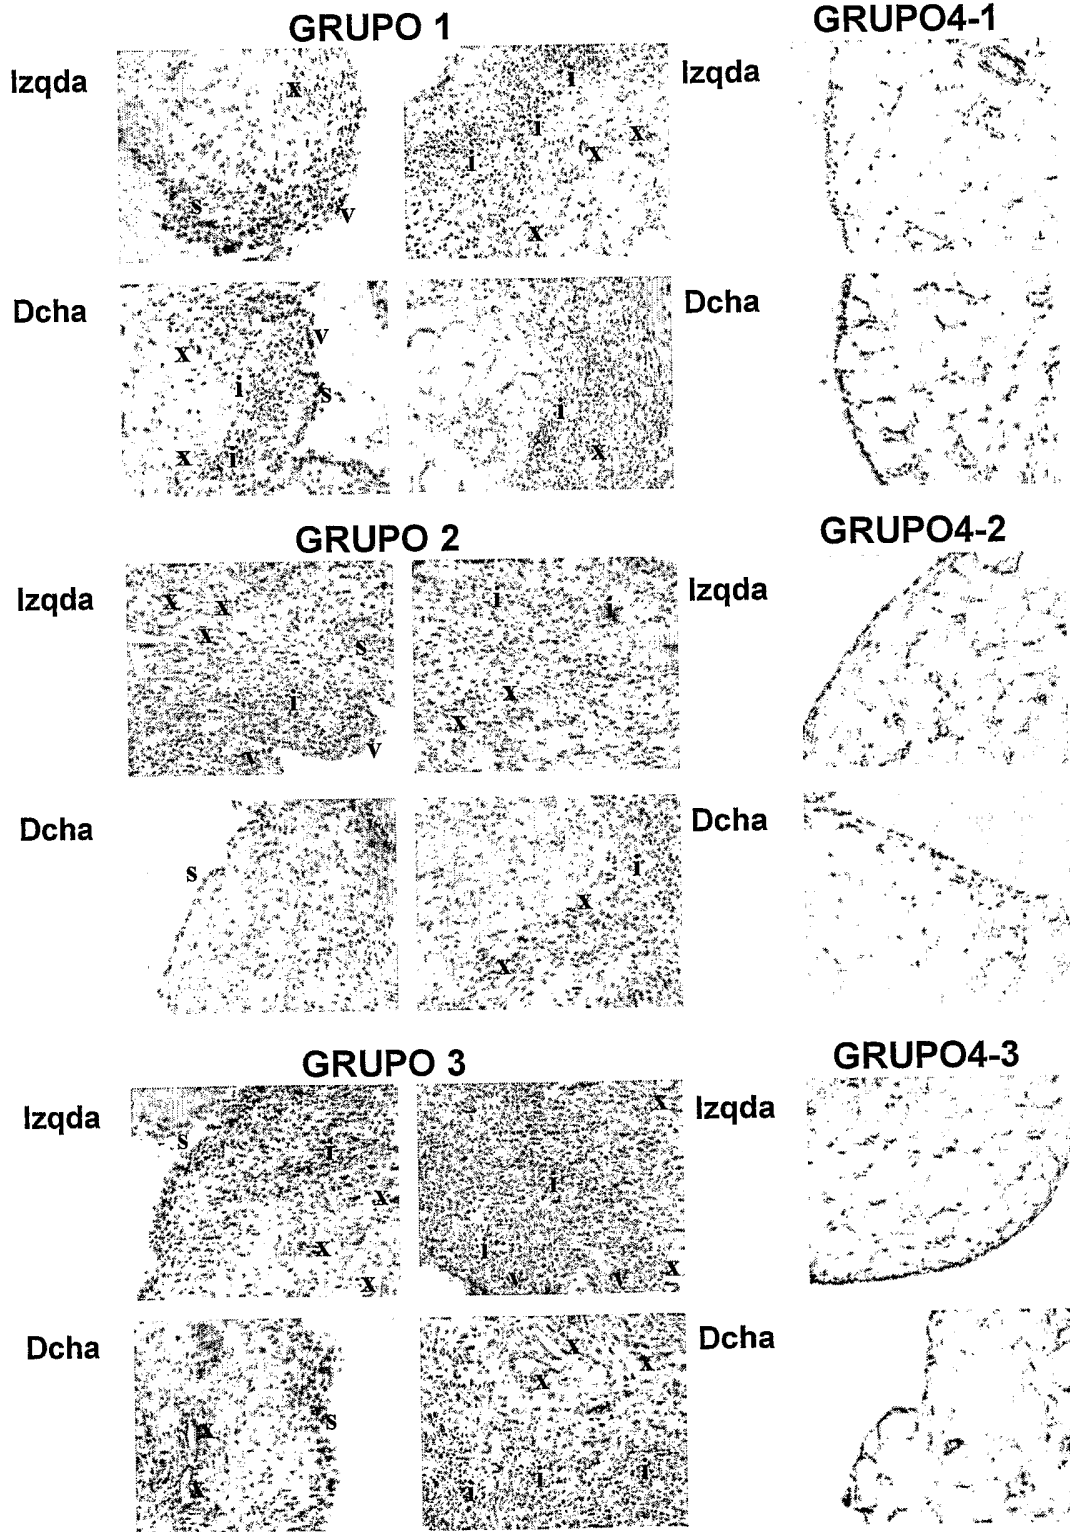 GRUPO 1
GRUPO4-1
Izqda
x
s
v
i
i
i
x
x
x
Izqda
Dcha
x
v
i
s
x
i
i
x
Dcha
GRUPO 2
GRUPO4-2
Izqda
x
x
x
s
i
v
v
i
i
x
x
Izqda
Dcha
s
i
x
x
Dcha
GRUPO 3
GRUPO4-3
Izqda
s
i
x
x
x
x
i
i
v
v
x
Izqda
Dcha
x
s
x
x
x
x
i
i
i
Dcha